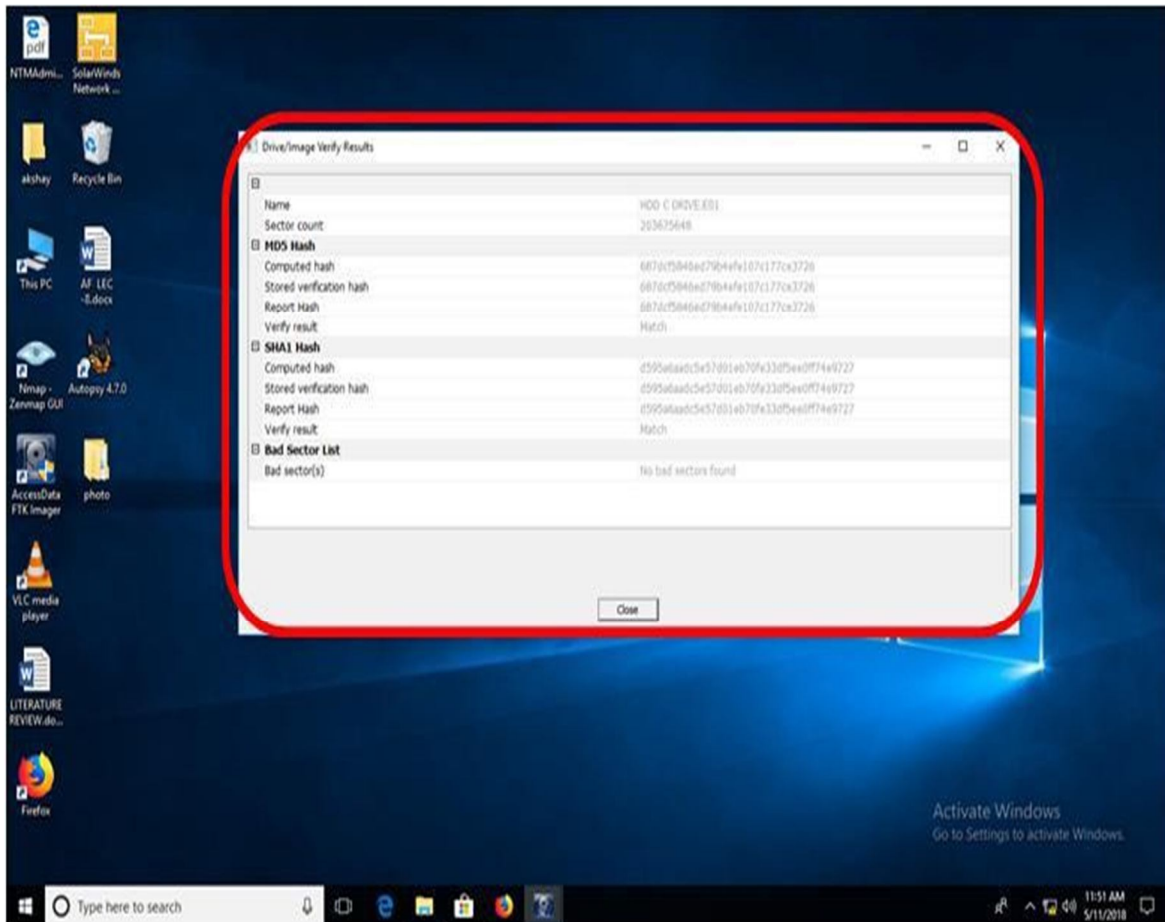 pdf
NTMAdmi...
SolarWinds
Network ...
akshay
Recycle Bin
This PC
AF LEC
-8.docx
Nmap -
Zenmap GUI
Autopsy 4.7.0
AccessData
FTK Imager
photo
VLC media
player
LITERATURE
REVIEW.do...
Firefox
Drive/Image Verify Results
Name HDD C DRIVE.E01
Sector count 203675648
MD5 Hash
Computed hash
Stored verification hash
Report Hash
Verify result Match
SHA1 Hash
Computed hash
Stored verification hash
Report Hash
Verify result Match
Bad Sector List
Bad sector(s) No bad sectors found
Close
Activate Windows
Go to Settings to activate Windows.
Type here to search
11:51 AM
5/11/2018